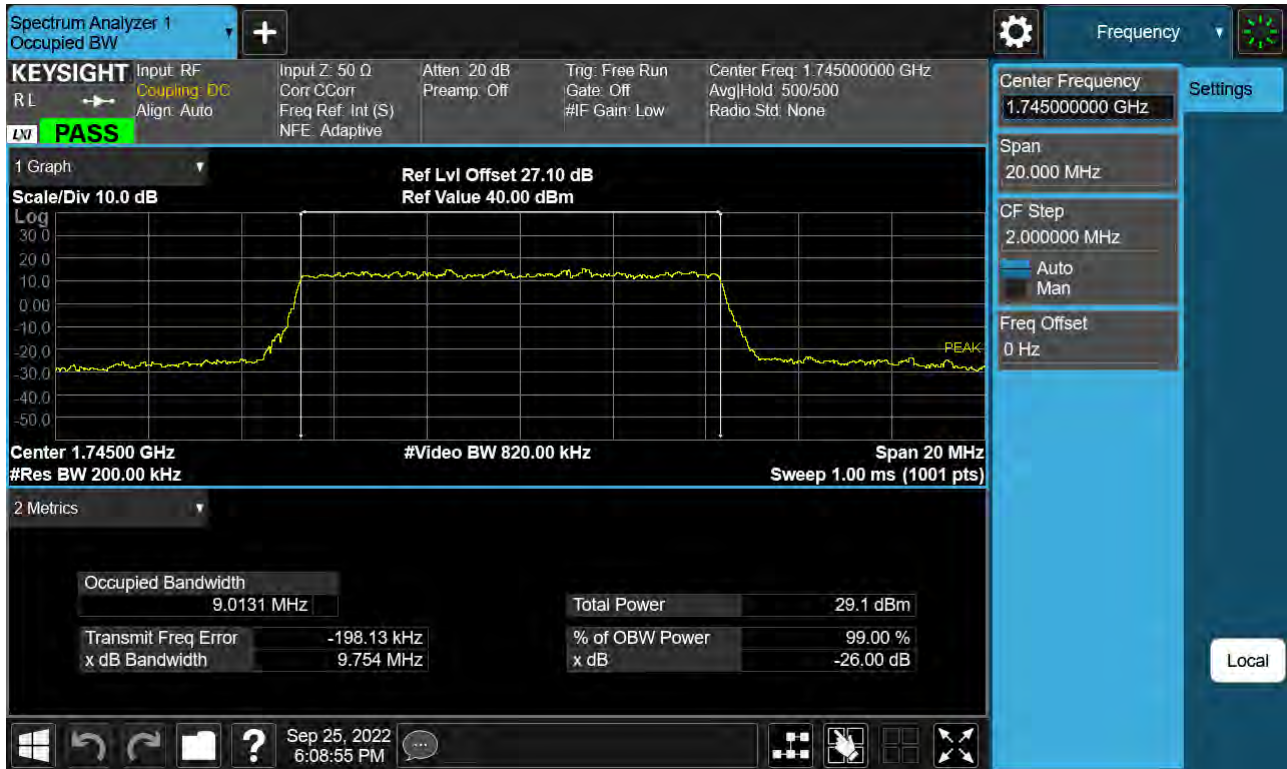 Spectrum Analyzer 1
Occupied BW
+
Frequency
KEYSIGHT
RL
LXI
PASS
Input: RF
Coupling: DC
Align: Auto
Input Z: 50 Ω
Corr CCorr
Freq Ref: Int (S)
NFE: Adaptive
Atten: 20 dB
Preamp: Off
Trig: Free Run
Gate: Off
#IF Gain: Low
Center Freq: 1.745000000 GHz
Avg|Hold: 500/500
Radio Std: None
Center Frequency
1.745000000 GHz
Settings
Span
20.000 MHz
CF Step
2.000000 MHz
Auto
Man
Freq Offset
0 Hz
Local
1 Graph
Scale/Div 10.0 dB
Ref Lvl Offset 27.10 dB
Ref Value 40.00 dBm
Log
30.0
20.0
10.0
0.00
-10.0
-20.0
-30.0
-40.0
-50.0
PEAK
Center 1.74500 GHz
#Video BW 820.00 kHz
Span 20 MHz
#Res BW 200.00 kHz
Sweep 1.00 ms (1001 pts)
2 Metrics
Occupied Bandwidth
9.0131 MHz
Total Power 29.1 dBm
Transmit Freq Error -198.13 kHz
% of OBW Power 99.00 %
x dB Bandwidth 9.754 MHz
x dB -26.00 dB
?
Sep 25, 2022
6:08:55 PM